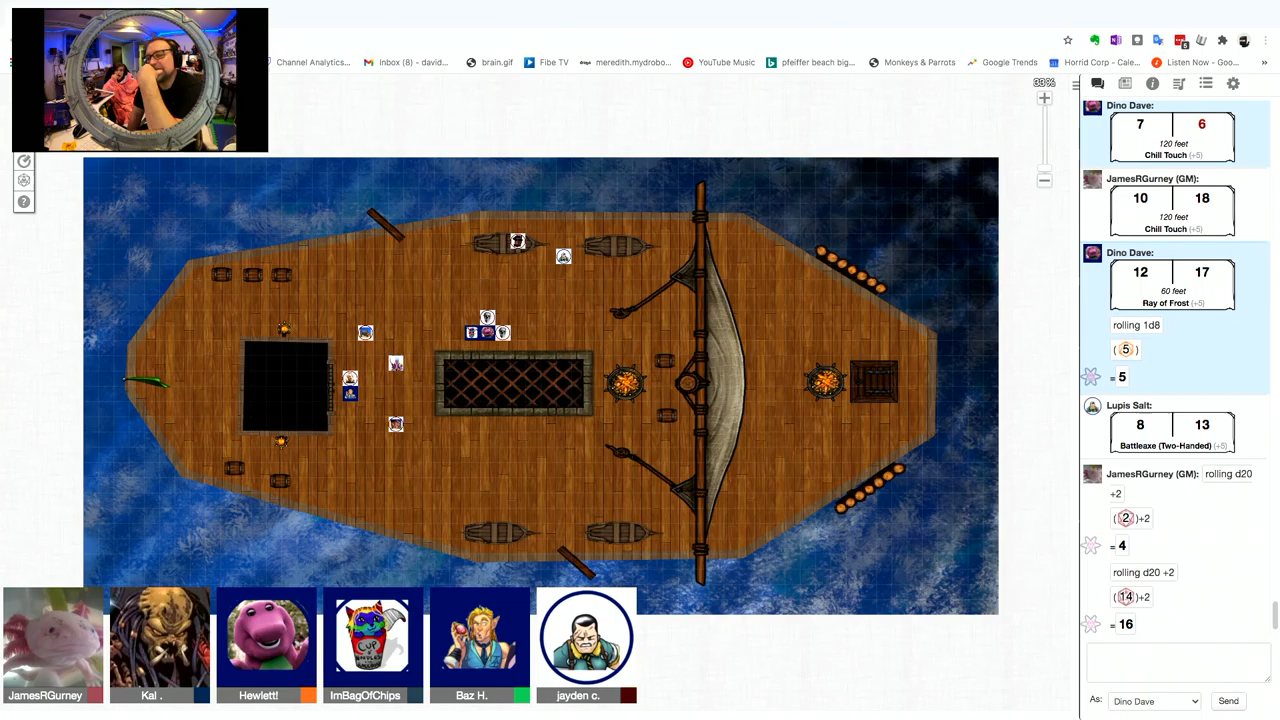 Channel Analytics...
Inbox (8) - david...
brain.gif
Fibe TV
meredith.mydrobo...
YouTube Music
pfeiffer beach big...
Monkeys & Parrots
Google Trends
Horrid Corp - Cale...
Listen Now - Goo...
33%
Dino Dave:
7 6
120 feet
Chill Touch (+5)
JamesRGurney (GM):
10 18
120 feet
Chill Touch (+5)
Dino Dave:
12 17
60 feet
Ray of Frost (+5)
rolling 1d8
( 5 )
= 5
Lupis Salt:
8 13
Battleaxe (Two-Handed) (+5)
JamesRGurney (GM): rolling d20
+2
( 2 )+2
= 4
rolling d20 +2
( 14 )+2
= 16
As: Dino Dave Send
JamesRGurney
Kal .
Hewlett!
CUP
ImBagOfChips
Baz H.
jayden c.